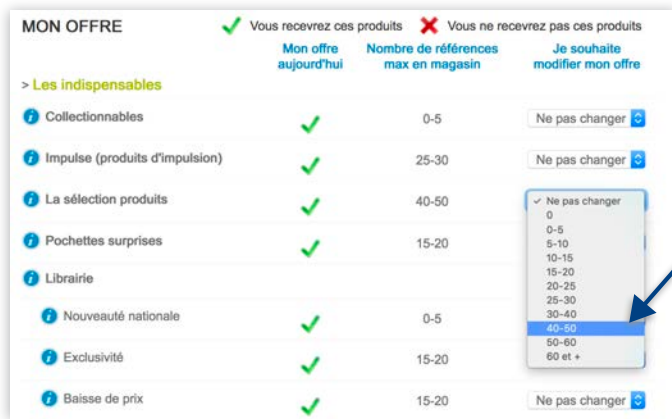 MON OFFRE Vous recevrez ces produits Vous ne recevrez pas ces produits
Mon offre aujourd'hui Nombre de références max en magasin Je souhaite modifier mon offre
> Les indispensables
Collectionnables 0-5 Ne pas changer
Impulse (produits d'impulsion) 25-30 Ne pas changer
La sélection produits 40-50
Pochettes surprises 15-20
Librairie
Nouveauté nationale 0-5
Exclusivité 15-20
Baisse de prix 15-20 Ne pas changer
✓ Ne pas changer
0
0-5
5-10
10-15
15-20
20-25
25-30
30-40
40-50
50-60
60 et +